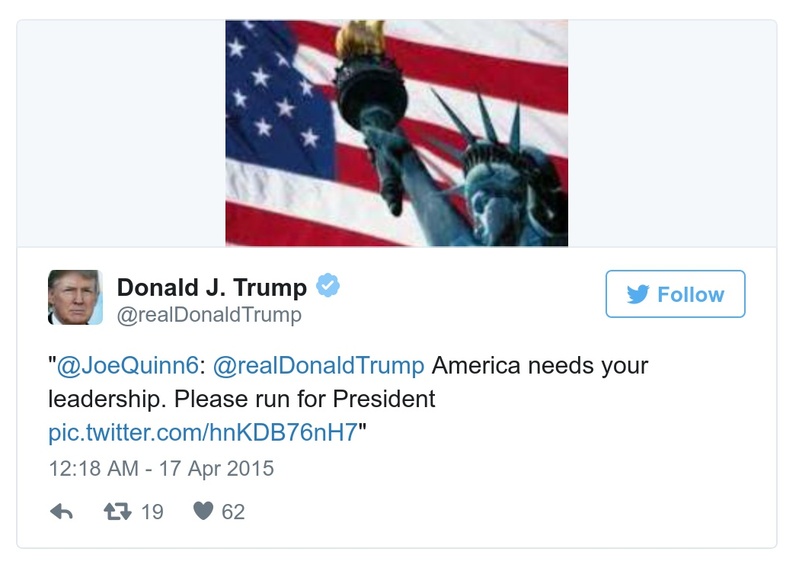 Donald J. Trump
@realDonaldTrump
Follow
"@JoeQuinn6: @realDonaldTrump America needs your
leadership. Please run for President
pic.twitter.com/hnKDB76nH7"
12:18 AM - 17 Apr 2015
19 62